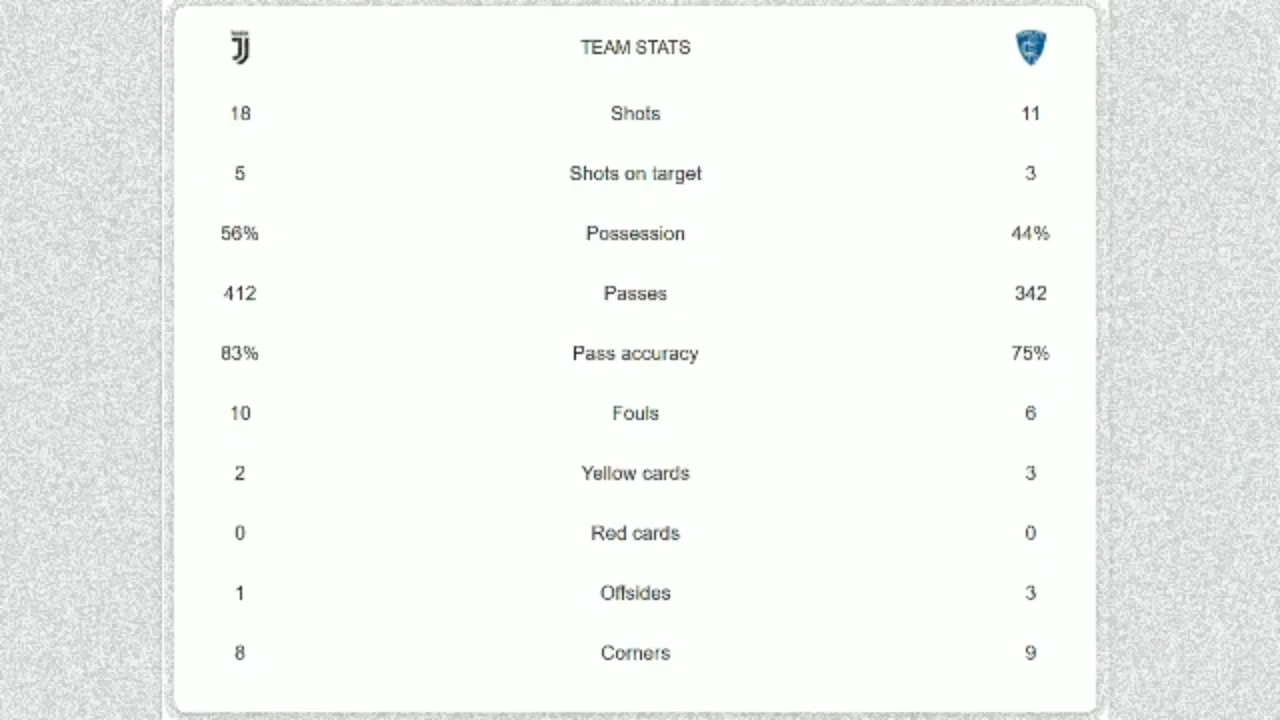 TEAM STATS
18 Shots 11
5 Shots on target 3
56% Possession 44%
412 Passes 342
83% Pass accuracy 75%
10 Fouls 6
2 Yellow cards 3
0 Red cards 0
1 Offsides 3
8 Corners 9